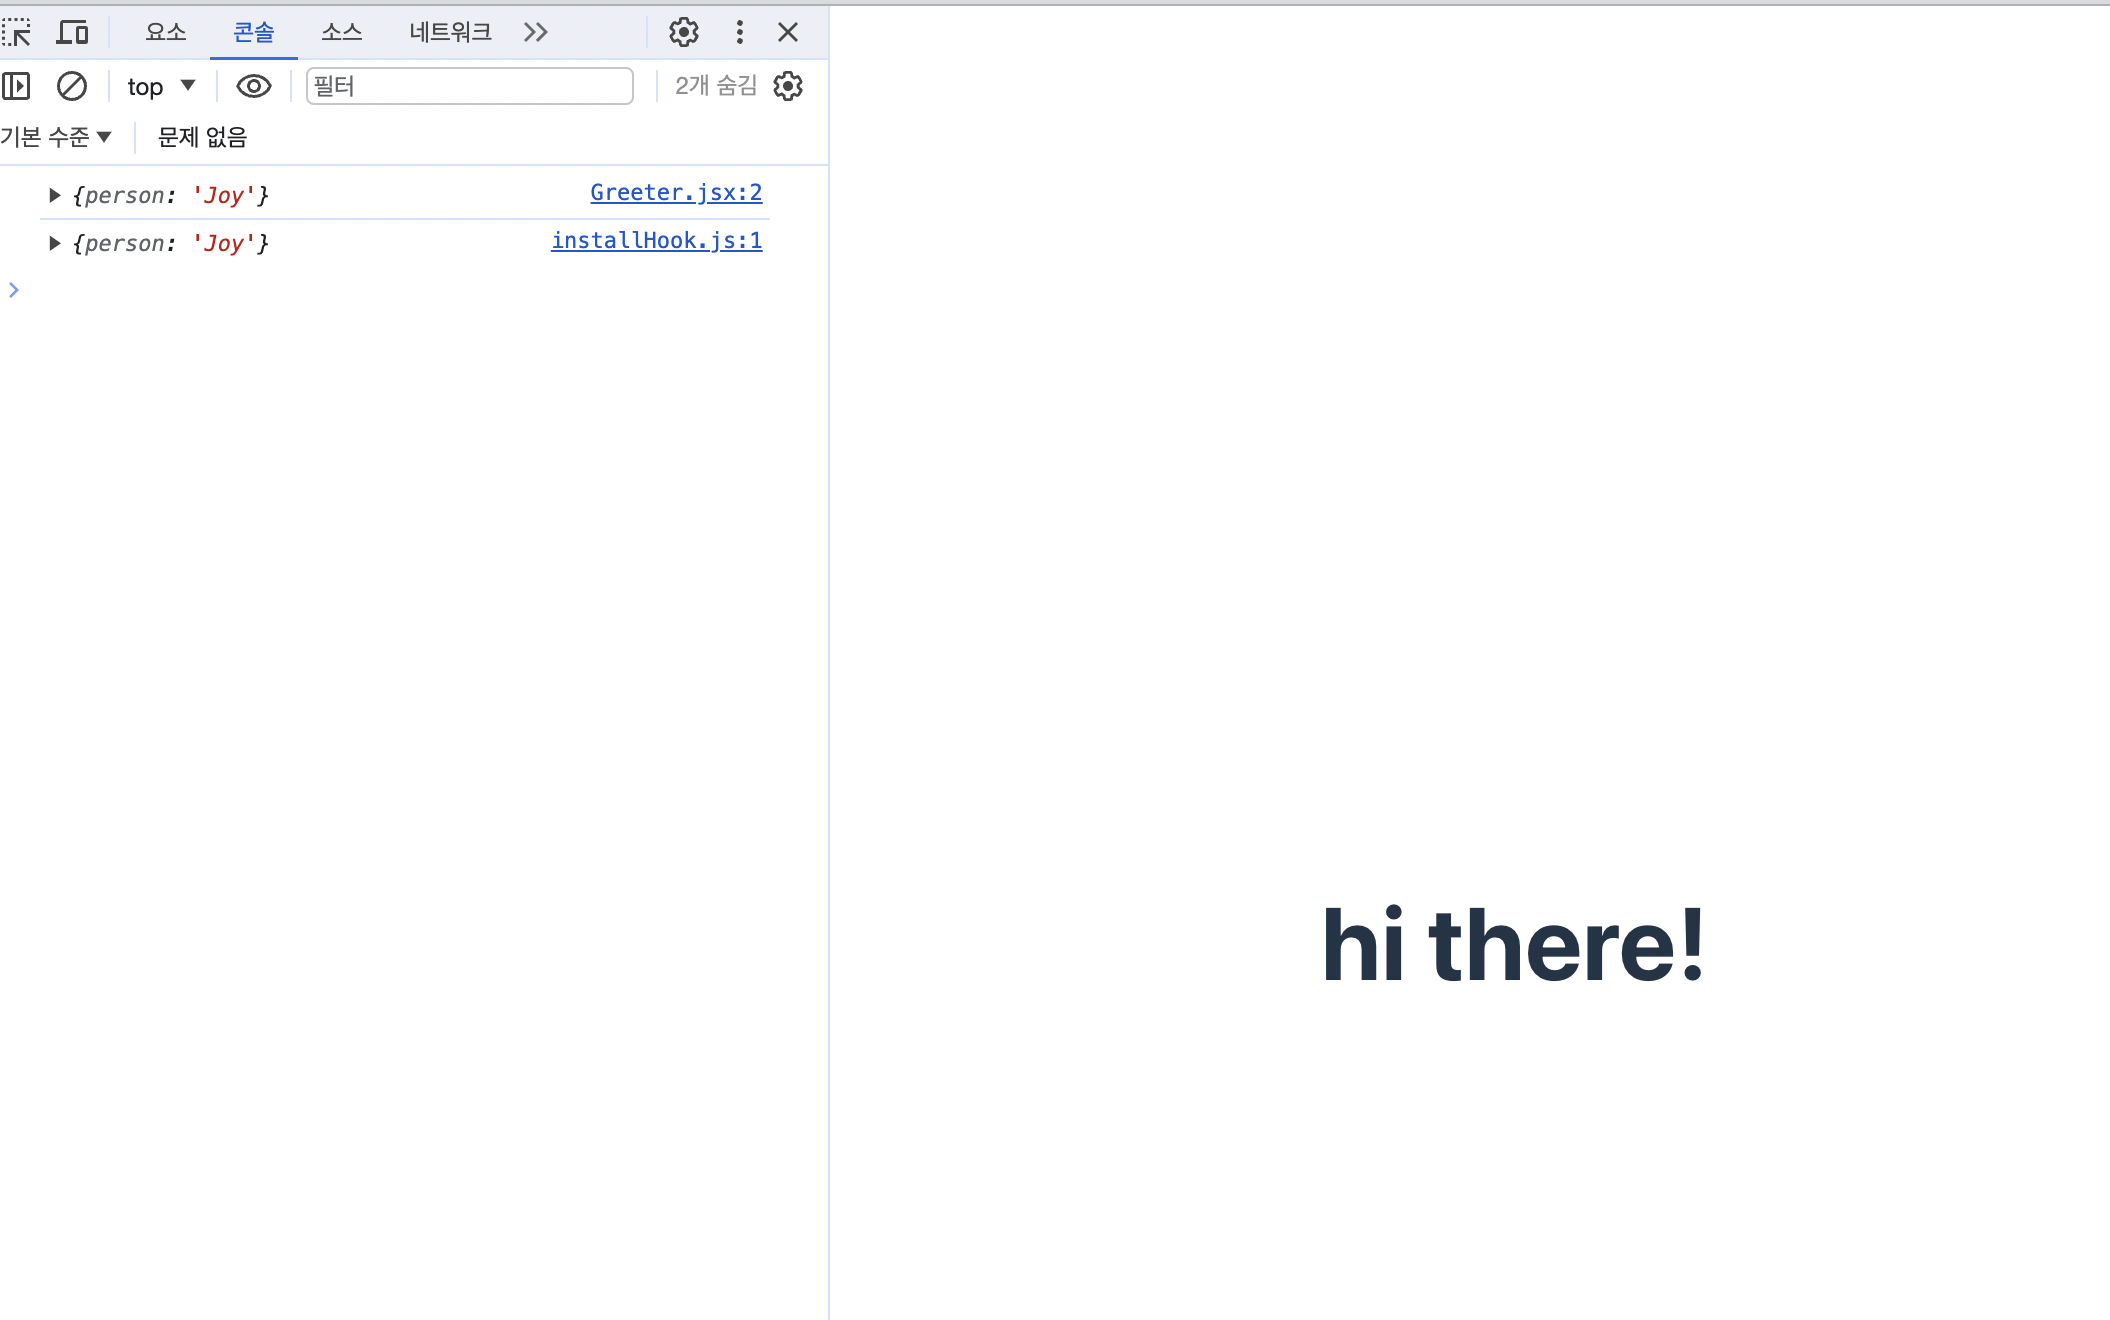 요소 콘솔 소스 네트워크
top 필터 2개 숨김
기본 수준 문제 없음
{person: 'Joy'} Greeter.jsx:2
{person: 'Joy'} installHook.js:1
hi there!